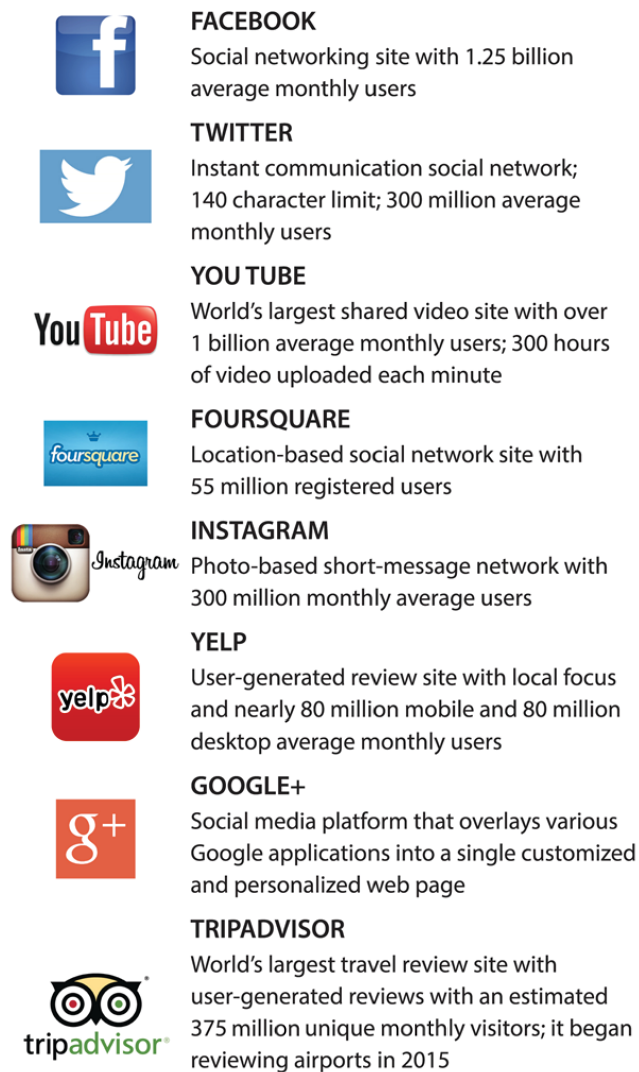 f
FACEBOOK
Social networking site with 1.25 billion
average monthly users
TWITTER
Instant communication social network;
140 character limit; 300 million average
monthly users
YOU TUBE
You Tube
World's largest shared video site with over
1 billion average monthly users; 300 hours
of video uploaded each minute
FOURSQUARE
foursquare
Location-based social network site with
55 million registered users
INSTAGRAM
Instagram
Photo-based short-message network with
300 million monthly average users
YELP
yelp
User-generated review site with local focus
and nearly 80 million mobile and 80 million
desktop average monthly users
GOOGLE+
g+
Social media platform that overlays various
Google applications into a single customized
and personalized web page
TRIPADVISOR
World's largest travel review site with
user-generated reviews with an estimated
375 million unique monthly visitors; it began
reviewing airports in 2015
tripadvisor®